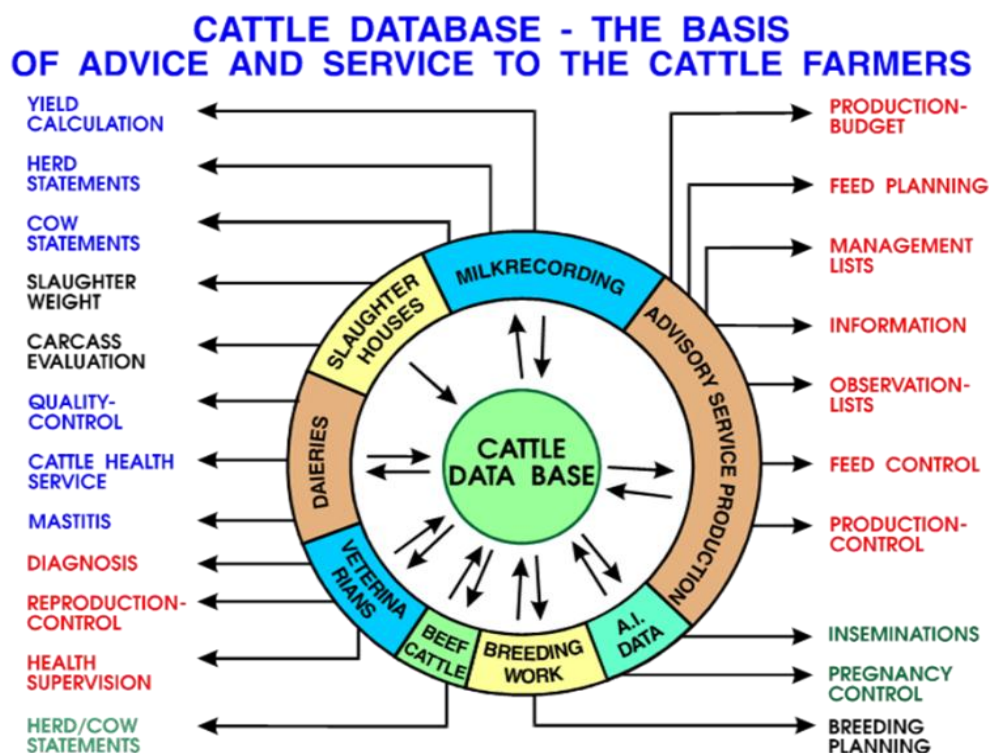 CATTLE DATABASE - THE BASIS
OF ADVICE AND SERVICE TO THE CATTLE FARMERS
YIELD
CALCULATION
HERD
STATEMENTS
COW
STATEMENTS
SLAUGHTER
WEIGHT
CARCASS
EVALUATION
QUALITY-
CONTROL
CATTLE HEALTH
SERVICE
MASTITIS
DIAGNOSIS
REPRODUCTION-
CONTROL
HEALTH
SUPERVISION
HERD/COW
STATEMENTS
MILKRECORDING
SLAUGHTER
HOUSES
DAIERIES
VETERINA
RIANS
BEEF
CATTLE
BREEDING
WORK
A.I.
DATA
ADVISORY SERVICE PRODUCTION
CATTLE
DATA BASE
PRODUCTION-
BUDGET
FEED PLANNING
MANAGEMENT
LISTS
INFORMATION
OBSERVATION-
LISTS
FEED CONTROL
PRODUCTION-
CONTROL
INSEMINATIONS
PREGNANCY
CONTROL
BREEDING
PLANNING